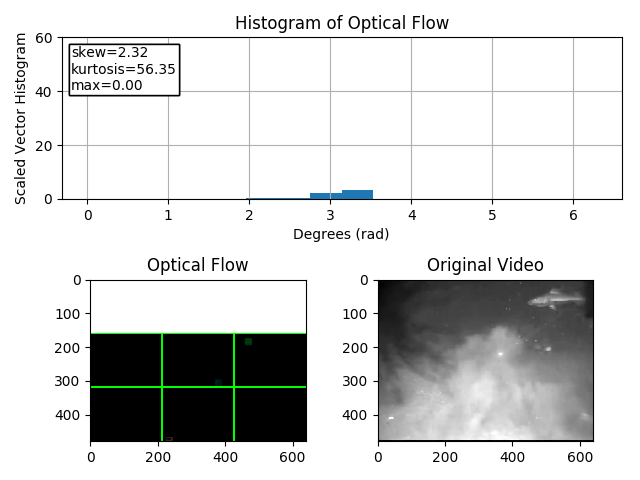 Histogram of Optical Flow
Scaled Vector Histogram
60
40
20
0
skew=2.32
kurtosis=56.35
max=0.00
0 1 2 3 4 5 6
Degrees (rad)
Optical Flow
0
100
200
300
400
0 200 400 600
Original Video
0
100
200
300
400
0 200 400 600